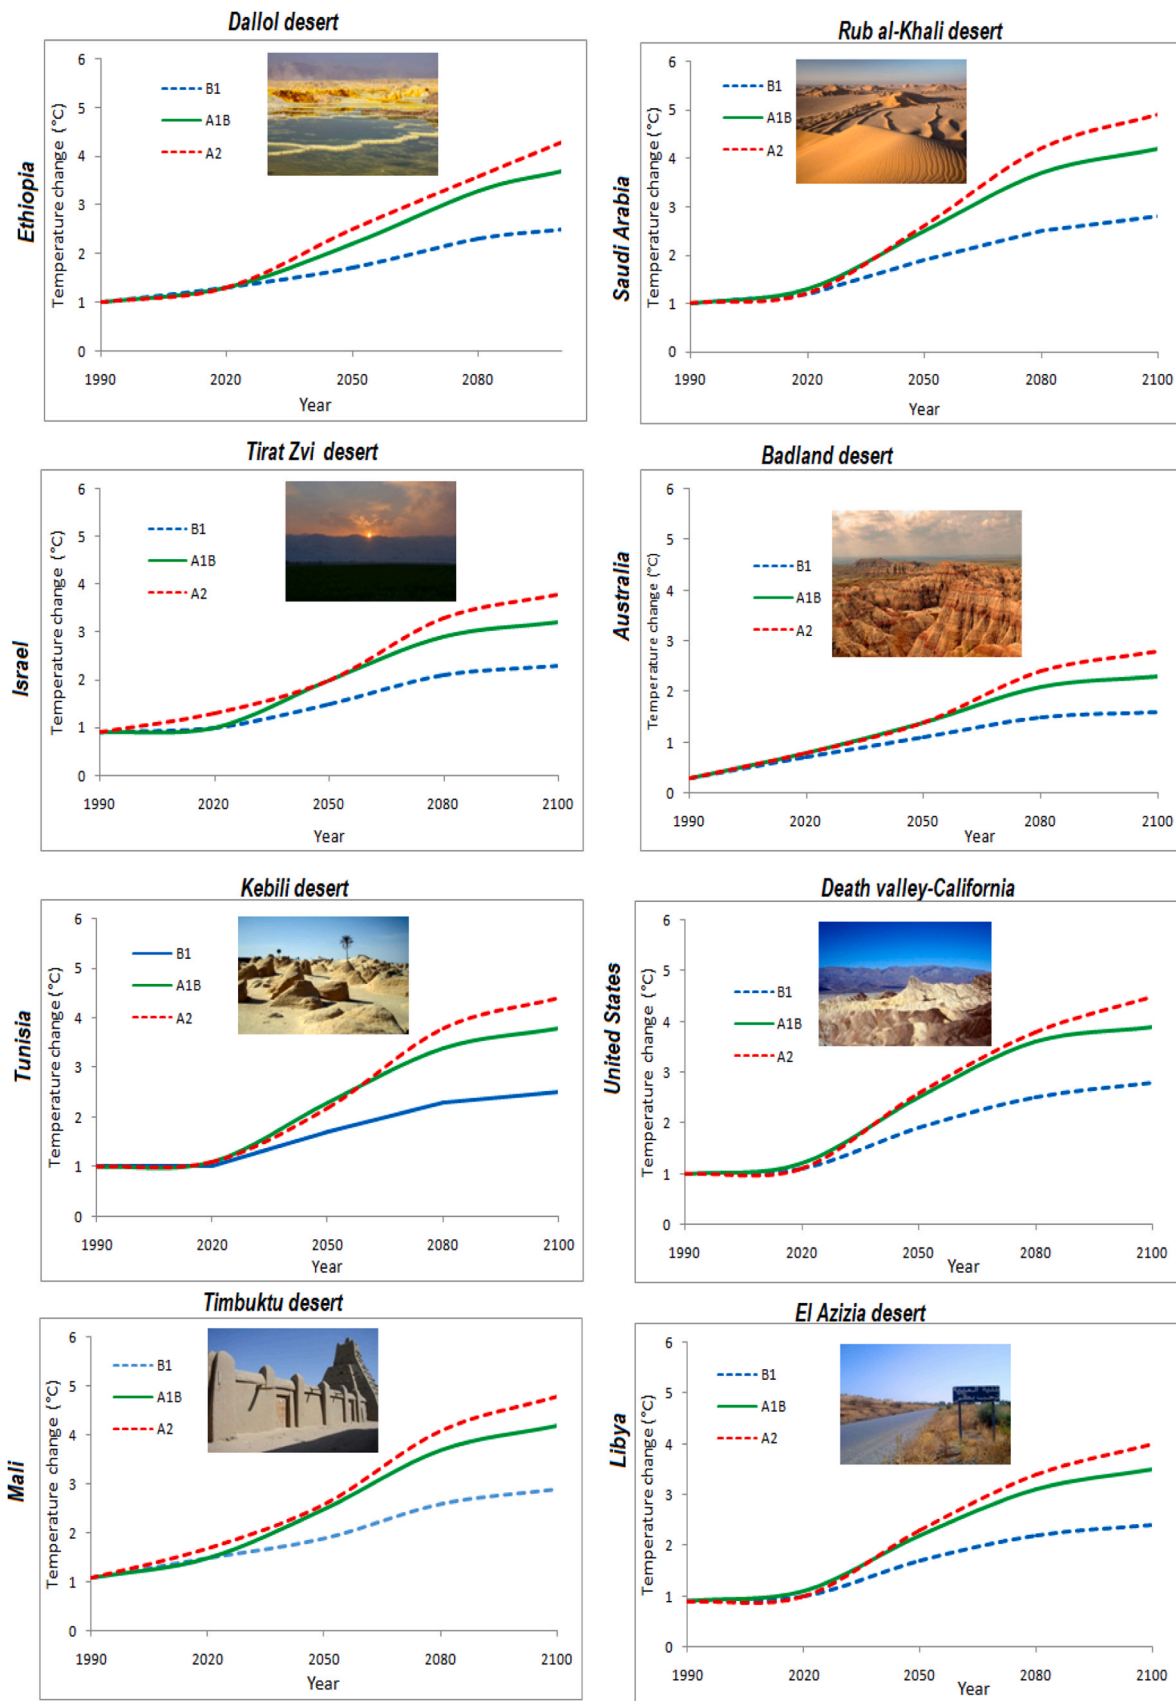 Dallol desert
Ethiopia
Temperature change (°C)
6
5
4
3
2
1
0
B1
A1B
A2
1990
2020
2050
2080
Year
Rub al-Khali desert
Saudi Arabia
Temperature change (°C)
6
5
4
3
2
1
0
B1
A1B
A2
1990
2020
2050
2080
2100
Year
Tirat Zvi desert
Israel
Temperature change (°C)
6
5
4
3
2
1
0
B1
A1B
A2
1990
2020
2050
2080
2100
Year
Badland desert
Australia
Temperature change (°C)
6
5
4
3
2
1
0
B1
A1B
A2
1990
2020
2050
2080
2100
Year
Kebili desert
Tunisia
Temperature change (°C)
6
5
4
3
2
1
0
B1
A1B
A2
1990
2020
2050
2080
2100
Year
Death valley-California
United States
Temperature change (°C)
6
5
4
3
2
1
0
B1
A1B
A2
1990
2020
2050
2080
2100
Year
Timbuktu desert
Mali
Temperature change (°C)
6
5
4
3
2
1
0
B1
A1B
A2
1990
2020
2050
2080
2100
Year
El Azizia desert
Libya
Temperature change (°C)
6
5
4
3
2
1
0
B1
A1B
A2
1990
2020
2050
2080
2100
Year